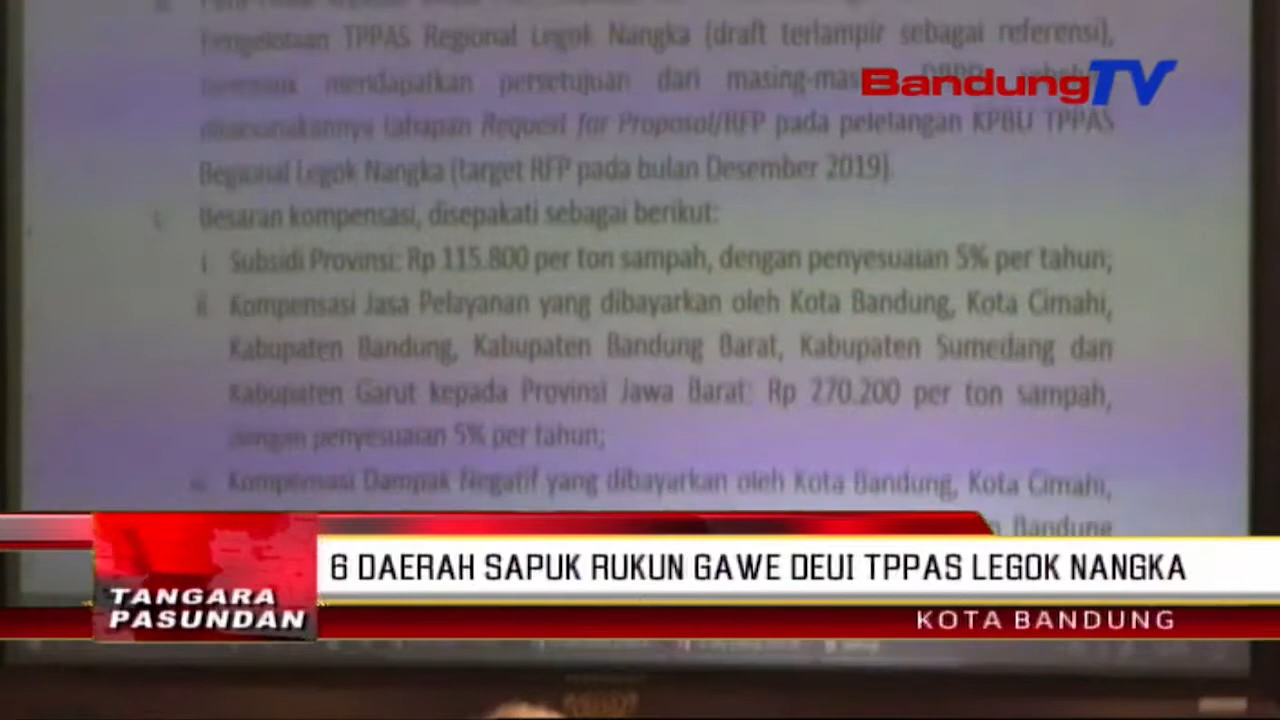 Pengelolaan TPPAS Regional Legok Nangka (draft terlampir sebagai referensi),
mendapatkan persetujuan dari masing-masing
BandungTV
tahapan Request for Proposal/RFP pada pelelangan KPBU TPPAS
Regional Legok Nangka (target RFP pada bulan Desember 2019).
Besaran kompensasi, disepakati sebagai berikut:
i. Subsidi Provinsi: Rp 115.800 per ton sampah, dengan penyesuaian 5% per tahun;
ii. Kompensasi Jasa Pelayanan yang dibayarkan oleh Kota Bandung, Kota Cimahi,
Kabupaten Bandung, Kabupaten Bandung Barat, Kabupaten Sumedang dan
Kabupaten Garut kepada Provinsi Jawa Barat: Rp 270.200 per ton sampah,
dengan penyesuaian 5% per tahun;
Kompensasi Dampak Negatif yang dibayarkan oleh Kota Bandung, Kota Cimahi,
Bandung
6 DAERAH SAPUK RUKUN GAWE DEUI TPPAS LEGOK NANGKA
TANGARA
PASUNDAN
KOTA BANDUNG